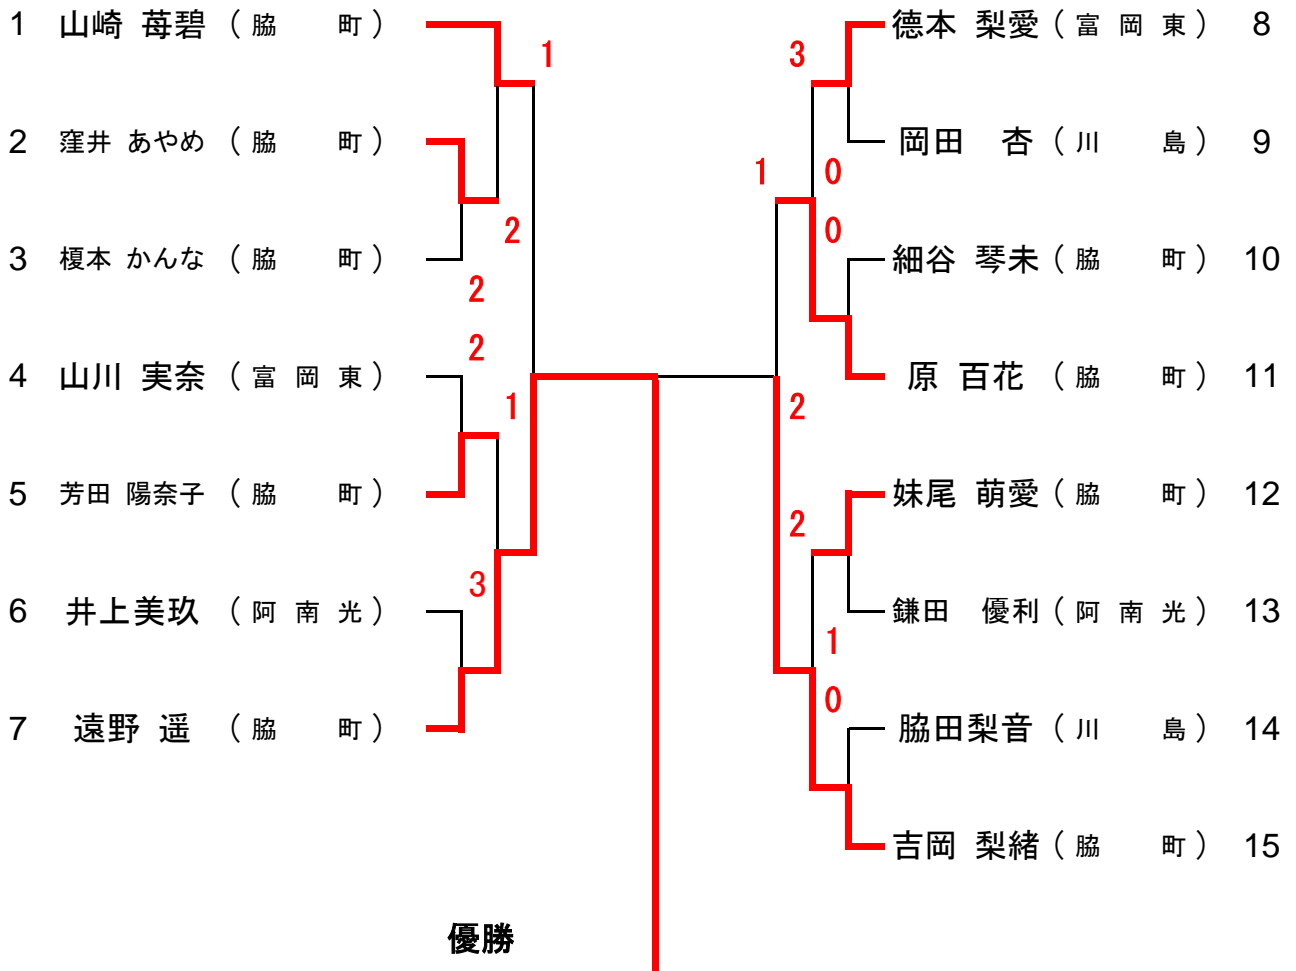 1 山崎 苺碧 （脇 町）
1
2 窪井 あやめ （脇 町）
2
3 榎本 かんな （脇 町）
2
2
4 山川 実奈 （富 岡 東）
1
5 芳田 陽奈子 （脇 町）
3
6 井上美玖 （阿 南 光）
7 遠野 遥 （脇 町）
德本 梨愛（富 岡 東） 8
3
岡田 杏（川 島） 9
1 0
0
細谷 琴未（脇 町） 10
原 百花 （脇 町） 11
2
妹尾 萌愛（脇 町） 12
2
鎌田 優利（阿 南 光） 13
1
0
脇田梨音（川 島） 14
吉岡 梨緒（脇 町） 15
優勝